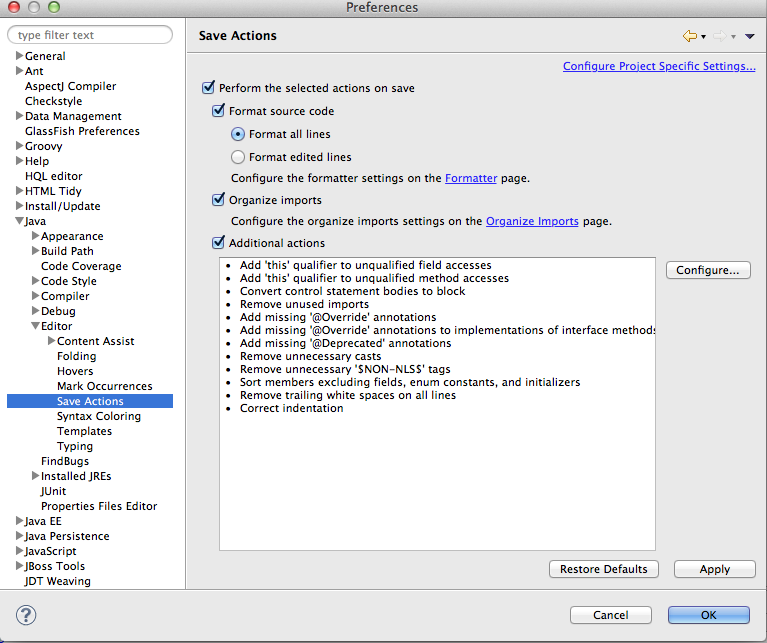 Preferences
type filter text
General
Ant
AspectJ Compiler
Checkstyle
Data Management
GlassFish Preferences
Groovy
Help
HQL editor
HTML Tidy
Install/Update
Java
Appearance
Build Path
Code Coverage
Code Style
Compiler
Debug
Editor
Content Assist
Folding
Hovers
Mark Occurrences
Save Actions
Syntax Coloring
Templates
Typing
FindBugs
Installed JREs
JUnit
Properties Files Editor
Java EE
Java Persistence
JavaScript
JBoss Tools
JDT Weaving
Save Actions
Configure Project Specific Settings...
Perform the selected actions on save
Format source code
Format all lines
Format edited lines
Configure the formatter settings on the Formatter page.
Organize imports
Configure the organize imports settings on the Organize Imports page.
Additional actions
• Add 'this' qualifier to unqualified field accesses
• Add 'this' qualifier to unqualified method accesses
• Convert control statement bodies to block
• Remove unused imports
• Add missing '@Override' annotations
• Add missing '@Override' annotations to implementations of interface methods
• Add missing '@Deprecated' annotations
• Remove unnecessary casts
• Remove unnecessary '$NON-NLS$' tags
• Sort members excluding fields, enum constants, and initializers
• Remove trailing white spaces on all lines
• Correct indentation
Configure...
Restore Defaults
Apply
?
Cancel
OK